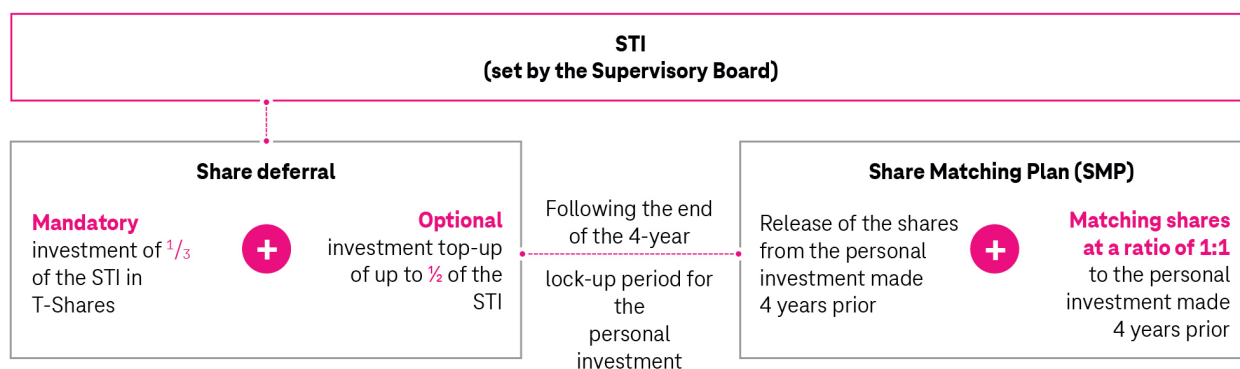 STI
(set by the Supervisory Board)
Share deferral
Mandatory
investment of 1/3
of the STI in
T-Shares
+
Optional
investment top-up
of up to ½ of the
STI
Following the end
of the 4-year
lock-up period for
the
personal
investment
Share Matching Plan (SMP)
Release of the shares
from the personal
investment made
4 years prior
+
Matching shares
at a ratio of 1:1
to the personal
investment made
4 years prior